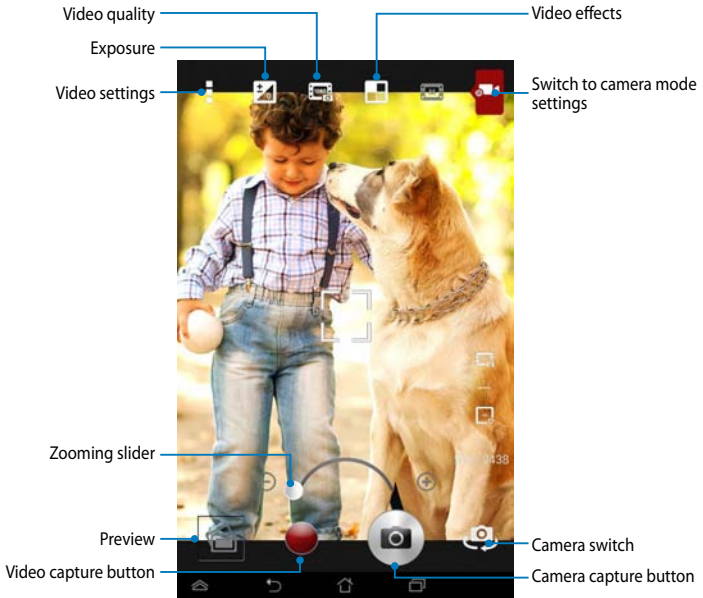 Video effects
Video quality
Exposure
Video settings
Switch to camera mode
settings
Zooming slider
Preview
Camera switch
Video capture button
Camera capture button